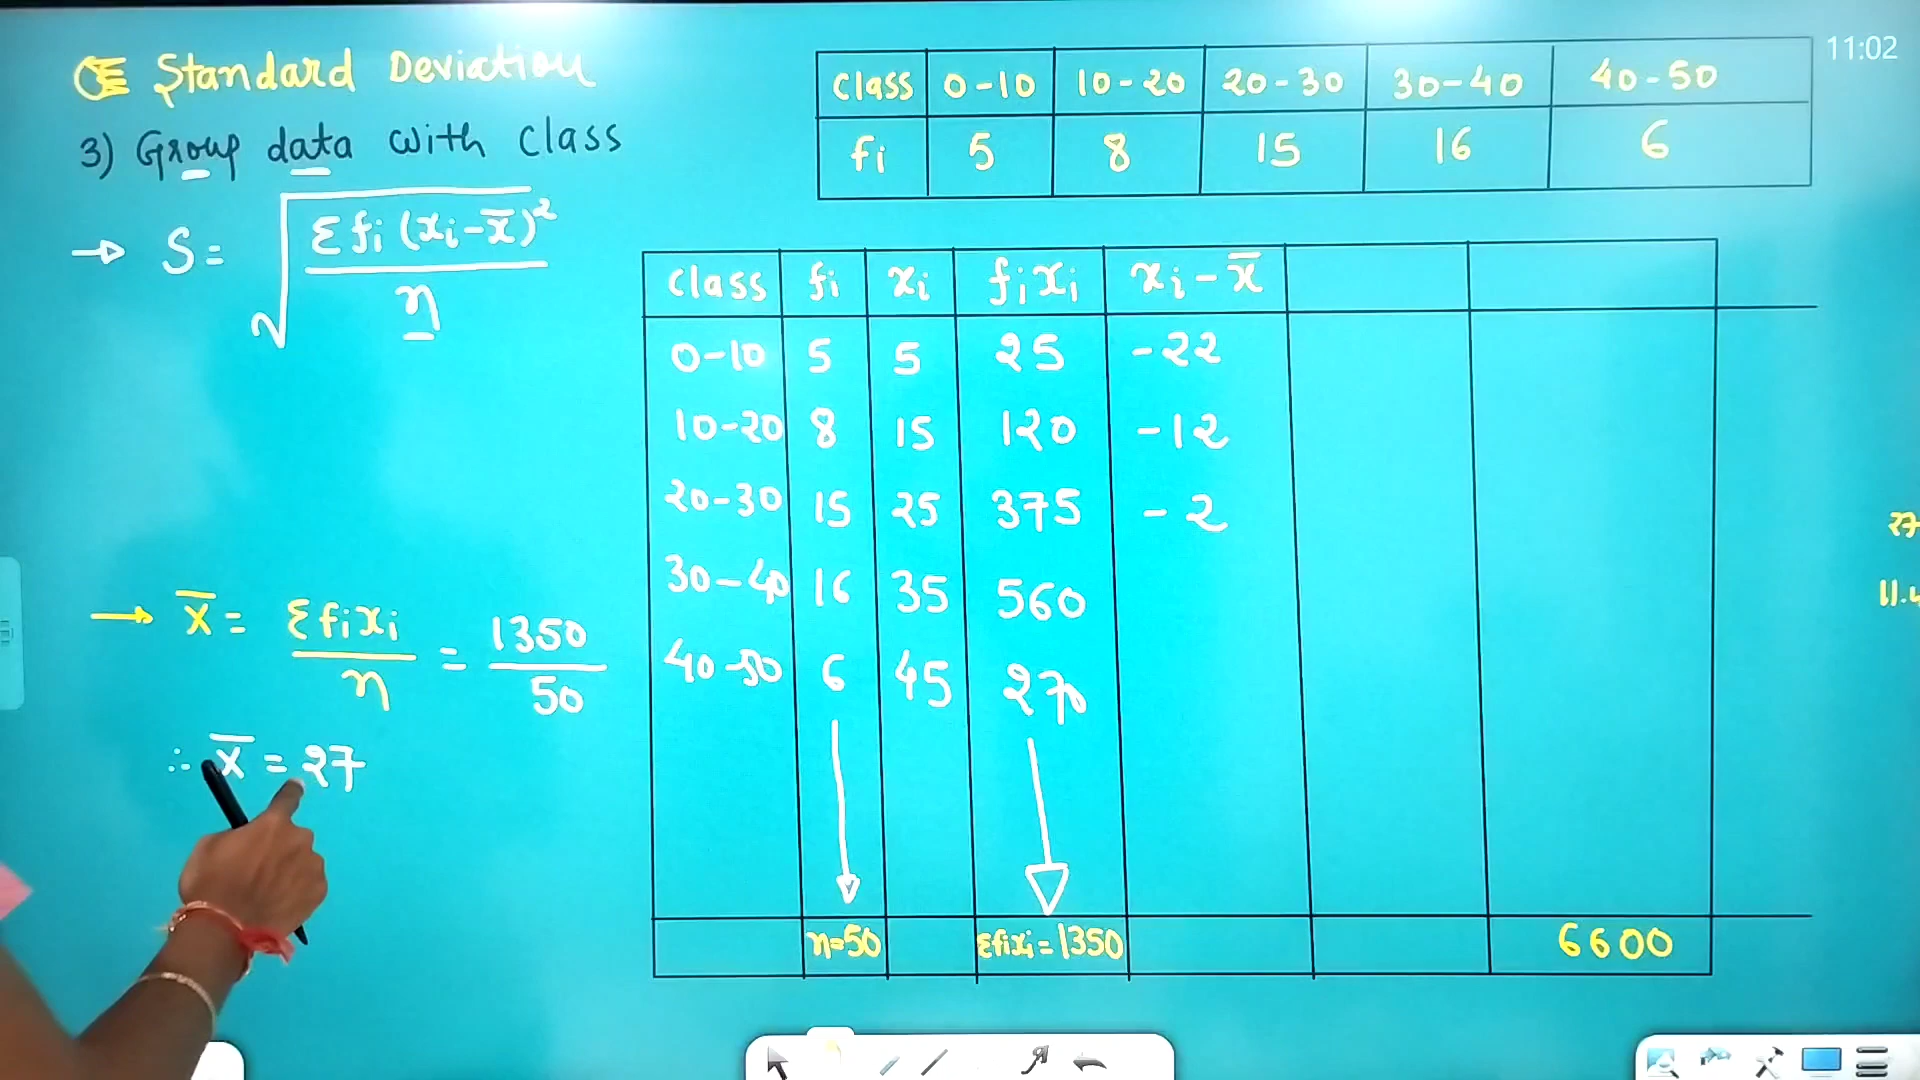 Standard Deviation
3) Group data with class
→ S = √ Σfi (xi - x̄)² / n
→ x̄ = Σfixi / n = 1350 / 50
∴ x̄ = 27
11:02
class 0-10 10-20 20-30 30-40 40-50
fi 5 8 15 16 6
class fi xi fixi xi - x̄
0-10 5 5 25 -22
10-20 8 15 120 -12
20-30 15 25 375 -2
30-40 16 35 560
40-50 6 45 270
n=50 Σfixi = 1350 6600
27